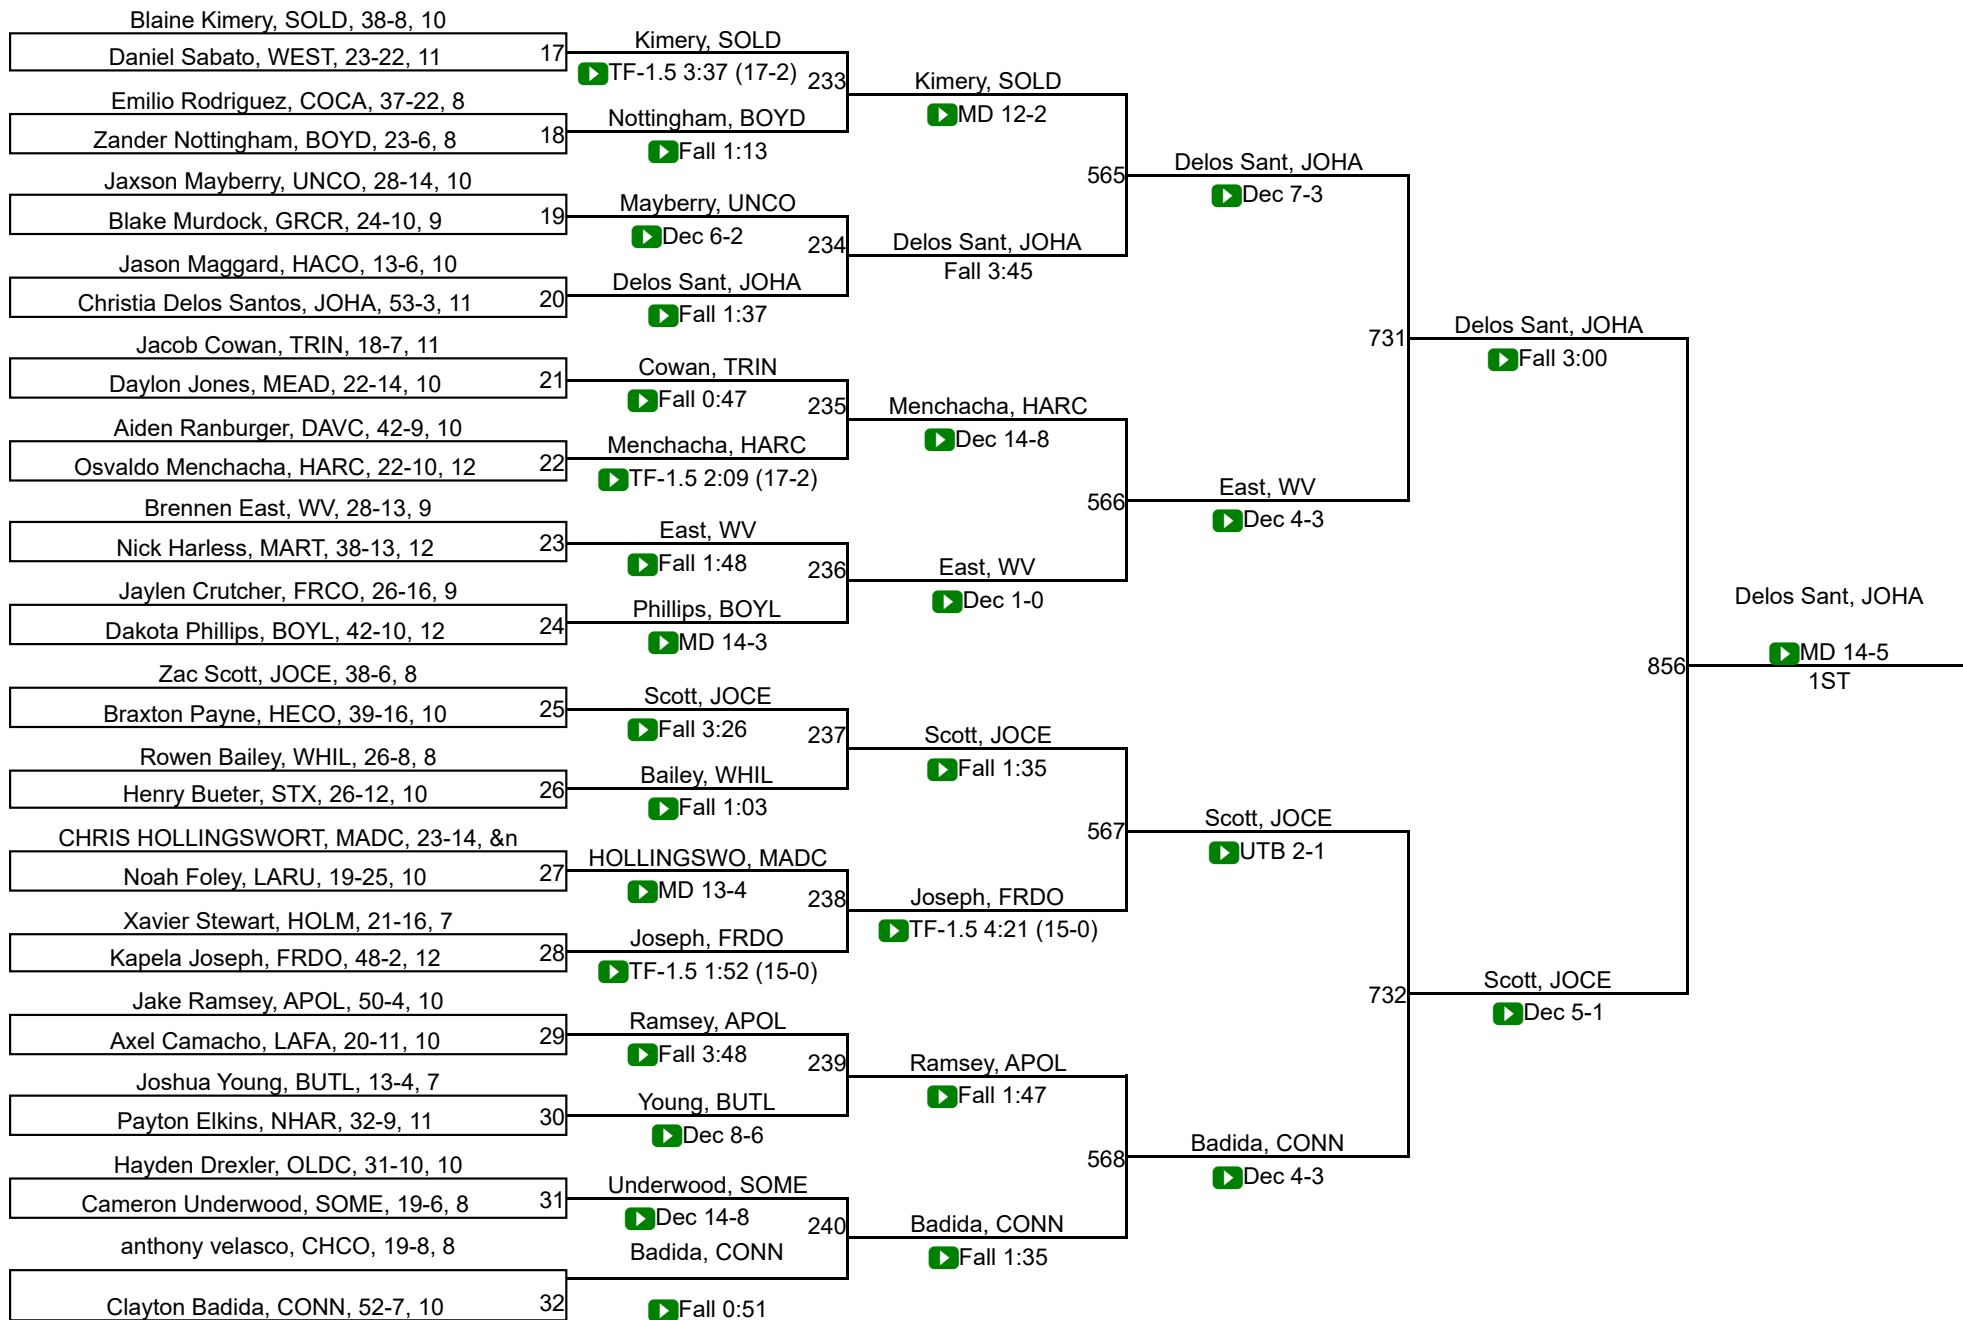 Blaine Kimery, SOLD, 38-8, 10
Daniel Sabato, WEST, 23-22, 11
17
Emilio Rodriguez, COCA, 37-22, 8
Zander Nottingham, BOYD, 23-6, 8
18
Jaxson Mayberry, UNCO, 28-14, 10
Blake Murdock, GRCR, 24-10, 9
19
Jason Maggard, HACO, 13-6, 10
Christia Delos Santos, JOHA, 53-3, 11
20
Jacob Cowan, TRIN, 18-7, 11
Daylon Jones, MEAD, 22-14, 10
21
Aiden Ranburger, DAVC, 42-9, 10
Osvaldo Menchacha, HARC, 22-10, 12
22
Brennen East, WV, 28-13, 9
Nick Harless, MART, 38-13, 12
23
Jaylen Crutcher, FRCO, 26-16, 9
Dakota Phillips, BOYL, 42-10, 12
24
Zac Scott, JOCE, 38-6, 8
Braxton Payne, HECO, 39-16, 10
25
Rowen Bailey, WHIL, 26-8, 8
Henry Bueter, STX, 26-12, 10
26
CHRIS HOLLINGSWORT, MADC, 23-14, &n
Noah Foley, LARU, 19-25, 10
27
Xavier Stewart, HOLM, 21-16, 7
Kapela Joseph, FRDO, 48-2, 12
28
Jake Ramsey, APOL, 50-4, 10
Axel Camacho, LAFA, 20-11, 10
29
Joshua Young, BUTL, 13-4, 7
Payton Elkins, NHAR, 32-9, 11
30
Hayden Drexler, OLDC, 31-10, 10
Cameron Underwood, SOME, 19-6, 8
31
anthony velasco, CHCO, 19-8, 8
Clayton Badida, CONN, 52-7, 10
32
Kimery, SOLD
TF-1.5 3:37 (17-2)
233
Nottingham, BOYD
Fall 1:13
Mayberry, UNCO
Dec 6-2
234
Delos Sant, JOHA
Fall 1:37
Cowan, TRIN
Fall 0:47
235
Menchacha, HARC
TF-1.5 2:09 (17-2)
East, WV
Fall 1:48
236
Phillips, BOYL
MD 14-3
Scott, JOCE
Fall 3:26
237
Bailey, WHIL
Fall 1:03
HOLLINGSWO, MADC
MD 13-4
238
Joseph, FRDO
TF-1.5 1:52 (15-0)
Ramsey, APOL
Fall 3:48
239
Young, BUTL
Dec 8-6
Underwood, SOME
Dec 14-8
240
Badida, CONN
Fall 0:51
Kimery, SOLD
MD 12-2
565
Delos Sant, JOHA
Fall 3:45
Menchacha, HARC
Dec 14-8
566
East, WV
Dec 1-0
Scott, JOCE
Fall 1:35
567
Joseph, FRDO
TF-1.5 4:21 (15-0)
Ramsey, APOL
Fall 1:47
568
Badida, CONN
Fall 1:35
Delos Sant, JOHA
Dec 7-3
731
East, WV
Dec 4-3
Scott, JOCE
UTB 2-1
732
Badida, CONN
Dec 4-3
Delos Sant, JOHA
Fall 3:00
856
Scott, JOCE
Dec 5-1
Delos Sant, JOHA
MD 14-5
1ST